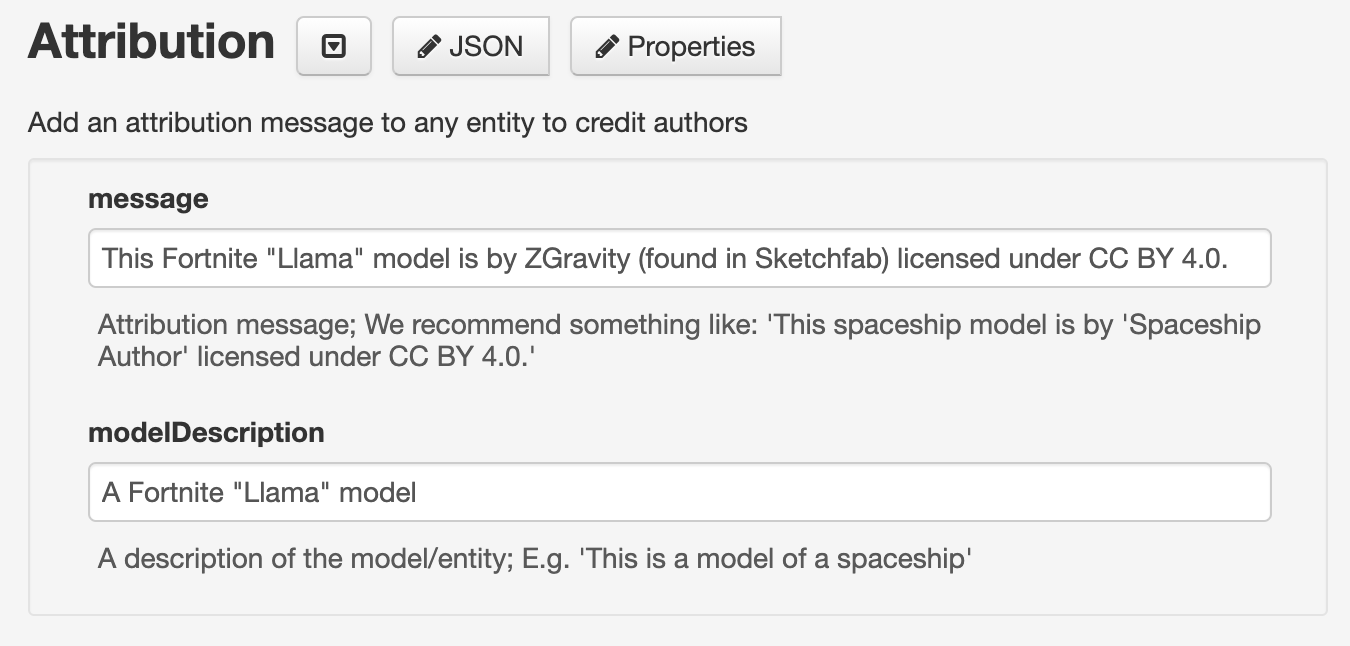 Attribution JSON Properties
Add an attribution message to any entity to credit authors
message
This Fortnite "Llama" model is by ZGravity (found in Sketchfab) licensed under CC BY 4.0.
Attribution message; We recommend something like: 'This spaceship model is by 'Spaceship
Author' licensed under CC BY 4.0.'
modelDescription
A Fortnite "Llama" model
A description of the model/entity; E.g. 'This is a model of a spaceship'